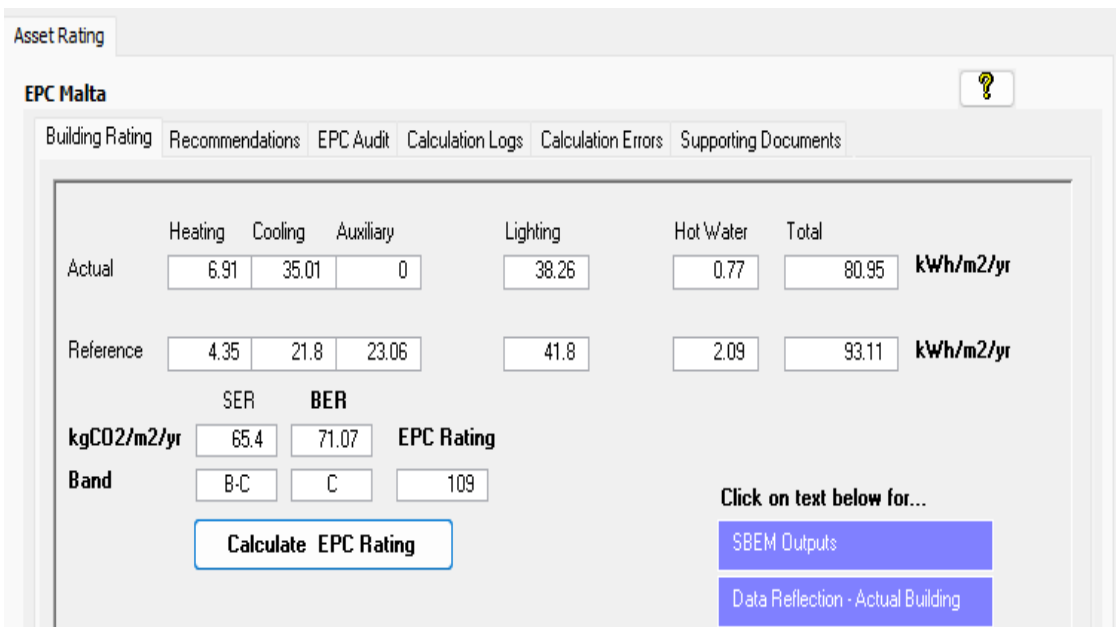 Asset Rating
EPC Malta
?
Building Rating Recommendations EPC Audit Calculation Logs Calculation Errors Supporting Documents
Heating Cooling Auxiliary Lighting Hot Water Total
Actual 6.91 35.01 0 38.26 0.77 80.95 kWh/m2/yr
Reference 4.35 21.8 23.06 41.8 2.09 93.11 kWh/m2/yr
SER BER
kgCO2/m2/yr 65.4 71.07 EPC Rating
Band B-C C 109
Click on text below for...
Calculate EPC Rating
SBEM Outputs
Data Reflection - Actual Building